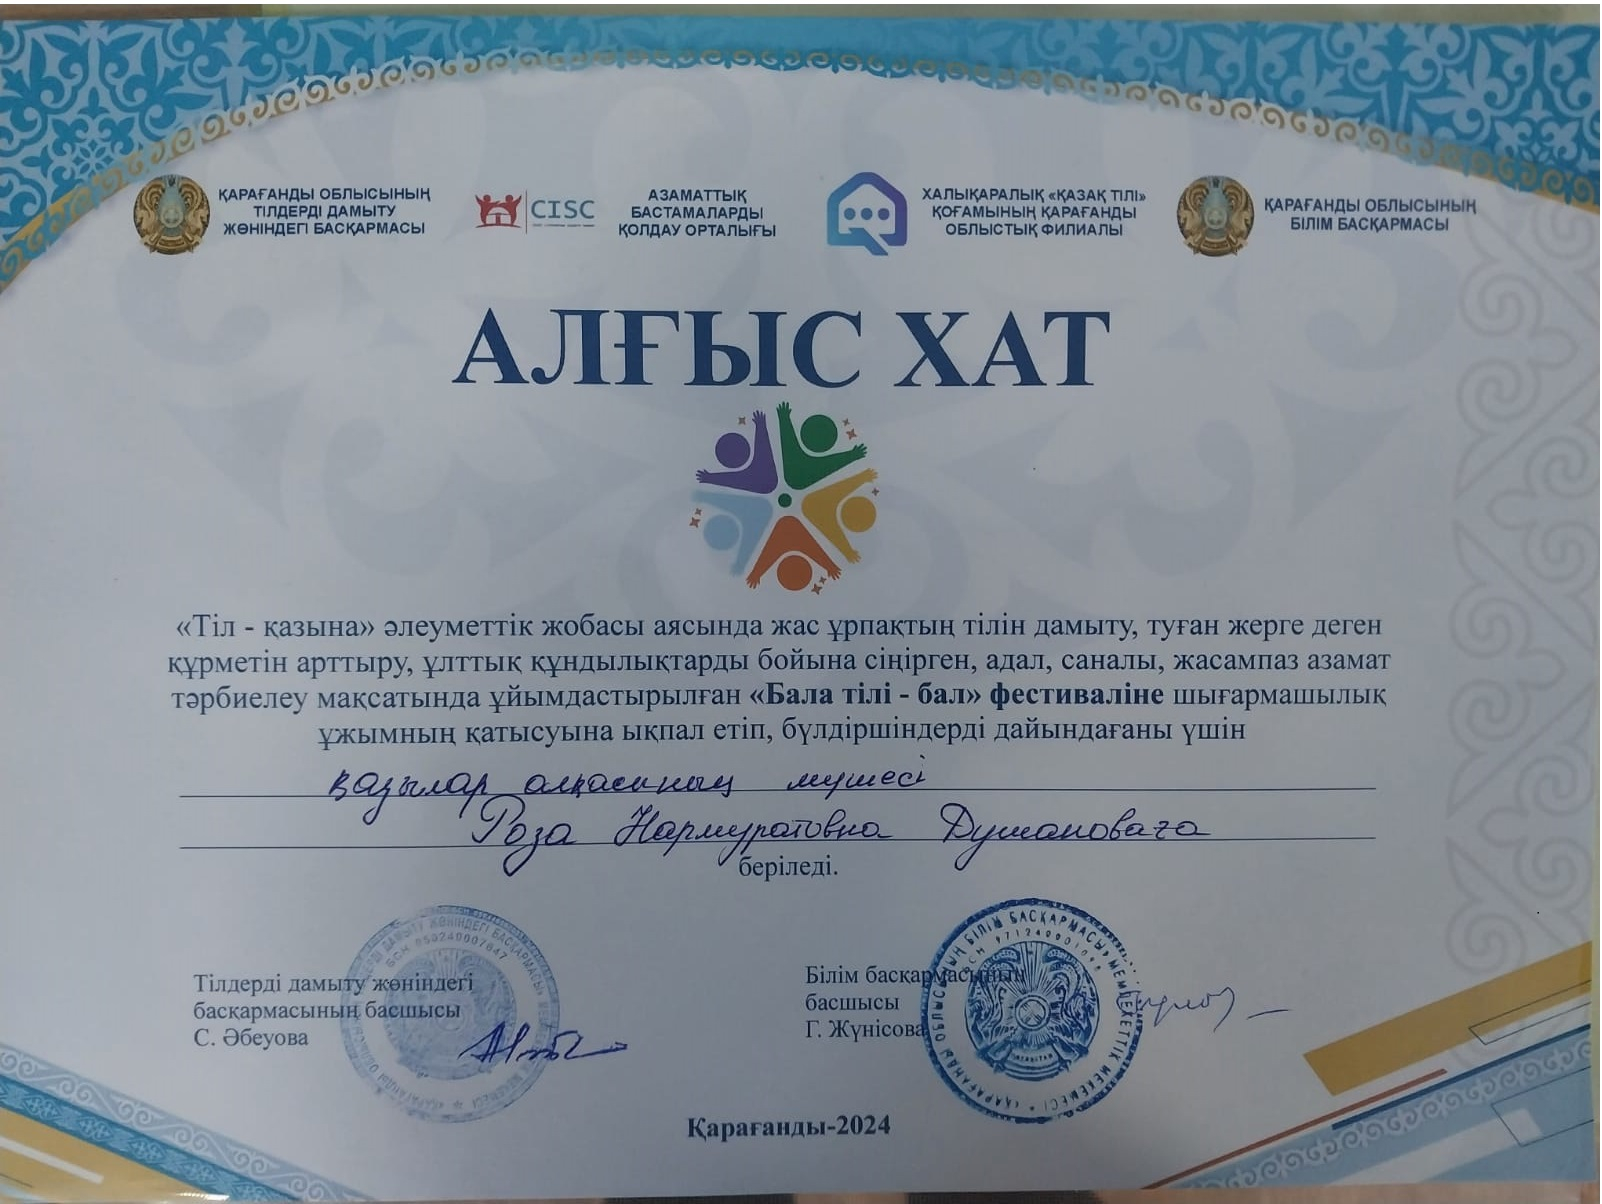 ҚАРАҒАНДЫ ОБЛЫСЫНЫҢ
ТІЛДЕРДІ ДАМЫТУ
ЖӨНІНДЕГІ БАСҚАРМАСЫ
CISC
АЗАМАТТЫҚ
БАСТАМАЛАРДЫ
ҚОЛДАУ ОРТАЛЫҒЫ
ХАЛЫҚАРАЛЫҚ «ҚАЗАҚ ТІЛІ»
ҚОҒАМЫНЫҢ ҚАРАҒАНДЫ
ОБЛЫСТЫҚ ФИЛИАЛЫ
ҚАРАҒАНДЫ ОБЛЫСЫНЫҢ
БІЛІМ БАСҚАРМАСЫ
АЛҒЫС ХАТ
«Тіл - қазына» әлеуметтік жобасы аясында жас ұрпақтың тілін дамыту, туған жерге деген
құрметін арттыру, ұлттық құндылықтарды бойына сіңірген, адал, саналы, жасампаз азамат
тәрбиелеу мақсатында ұйымдастырылған «Бала тілі - бал» фестиваліне шығармашылық
ұжымның қатысуына ықпал етіп, бүлдіршіндерді дайындағаны үшін
қазылар алқасының мүшесі
Роза Нармуратовна Душановаға
беріледі.
Тілдерді дамыту жөніндегі
басқармасының басшысы
С. Әбеуова
Білім басқармасының
басшысы
Г. Жүнісова
Қарағанды-2024